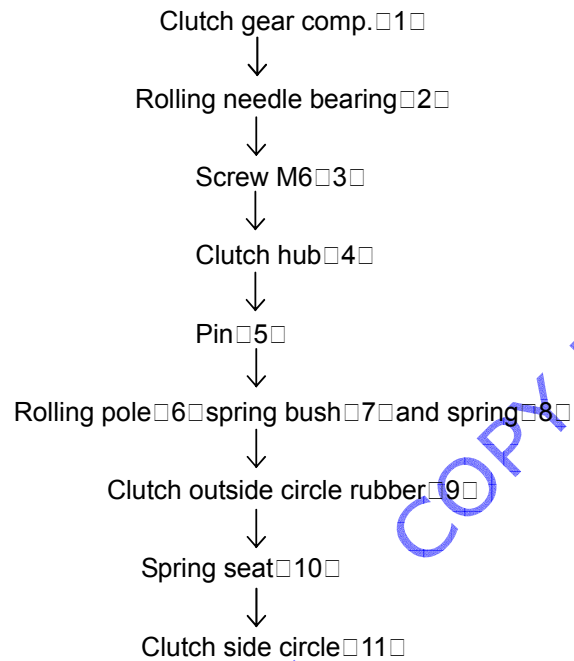 Clutch gear comp.□1□
Rolling needle bearing□2□
Screw M6□3□
Clutch hub□4□
Pin□5□
Rolling pole□6□spring bush□7□and spring□8□
Clutch outside circle rubber□9□
Spring seat□10□
Clutch side circle□11□
COPY